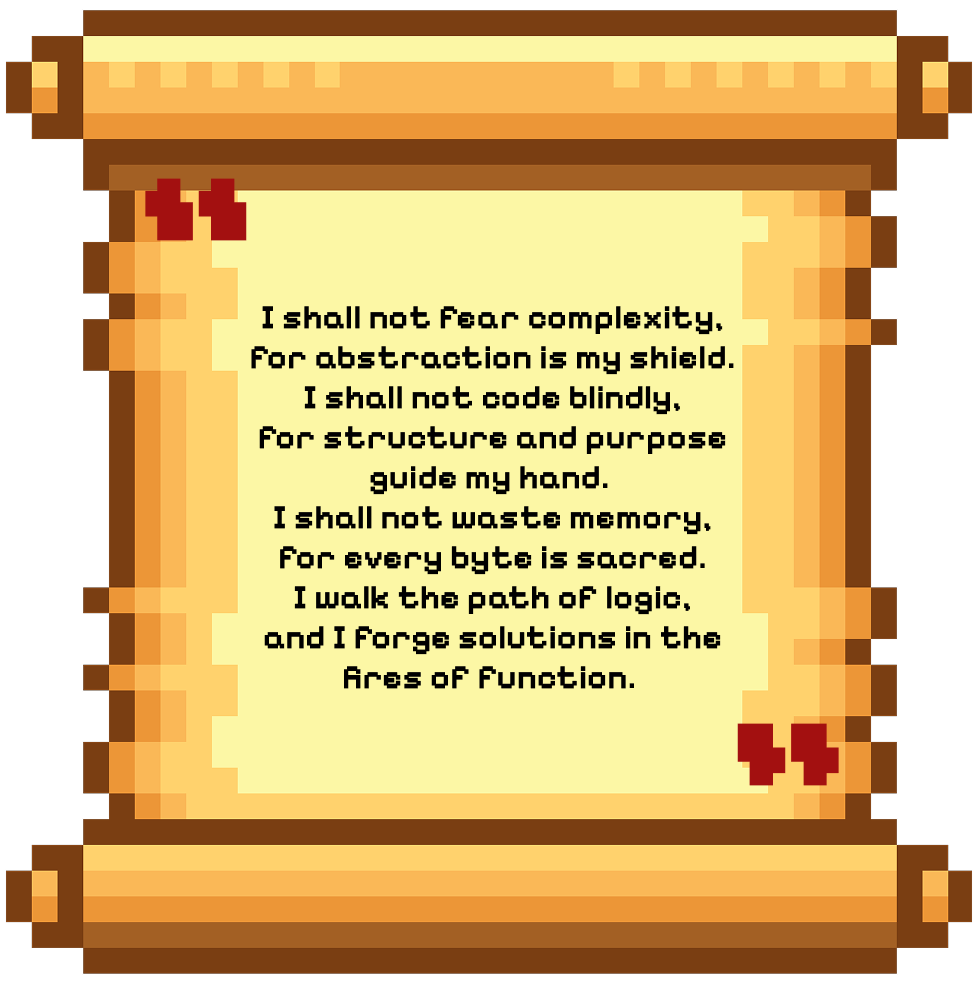 I shall not fear complexity,
for abstraction is my shield.
I shall not code blindly,
for structure and purpose
guide my hand.
I shall not waste memory,
for every byte is sacred.
I walk the path of logic,
and I forge solutions in the
fires of function.